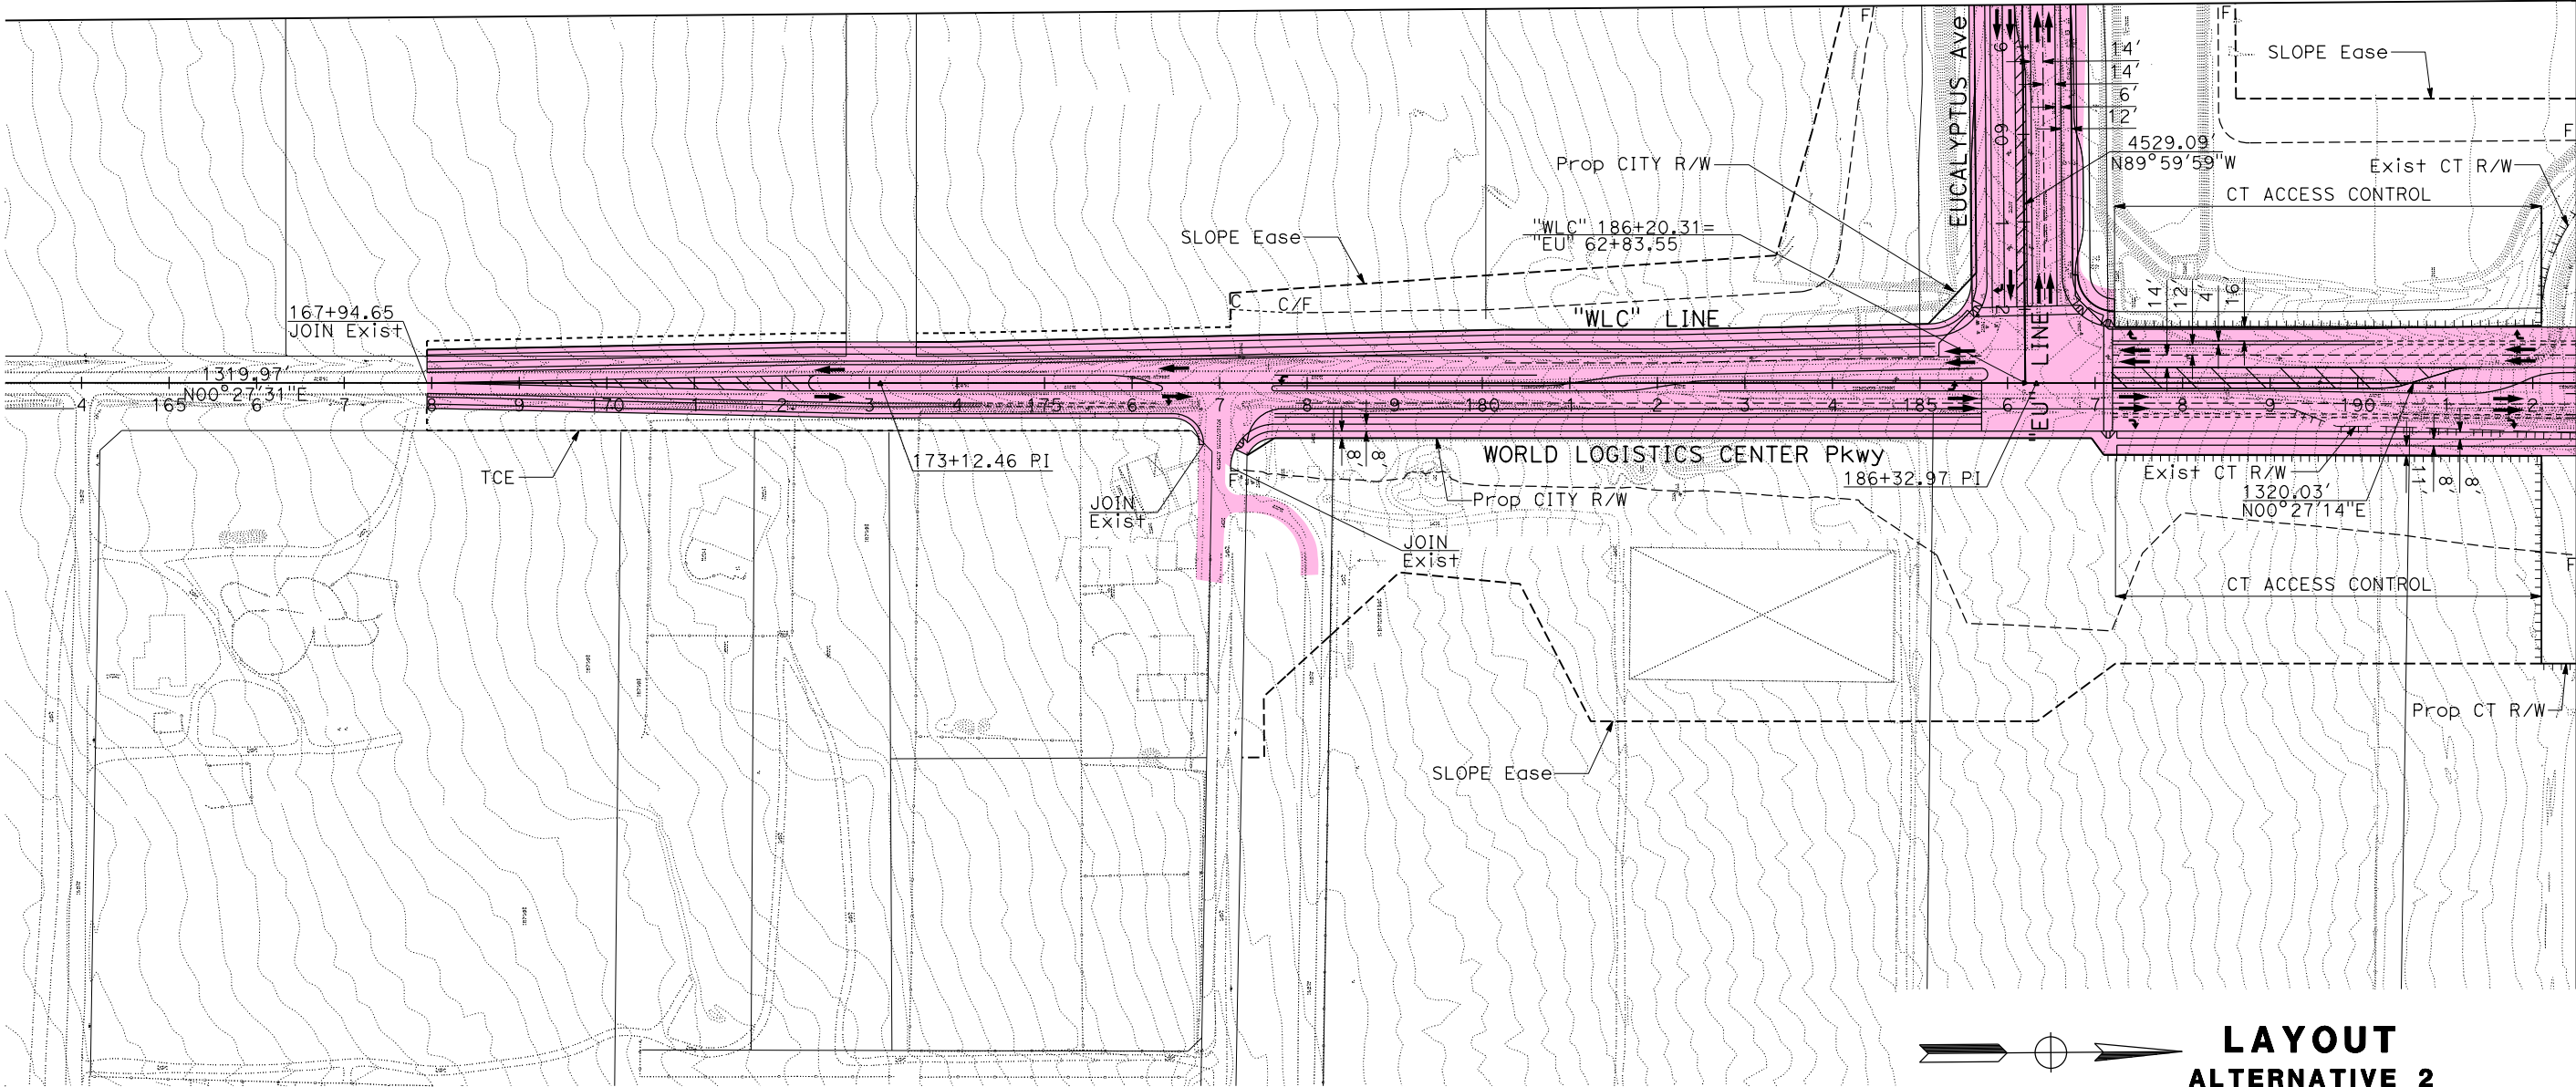 F
F
SLOPE Ease
14'
14'
6'
12'
EUCALYPTUS Ave
9
60
4529.09'
N89°59'59"W
F
Exist CT R/W
CT ACCESS CONTROL
Prop CITY R/W
"WLC" 186+20.31=
"EU" 62+83.55
SLOPE Ease
C
C/F
"WLC" LINE
1
2
14'
12'
4'
16'
167+94.65
JOIN Exist
"EU" LINE
1319.97'
N00°27'31"E
4
165
6
7
8
9
170
1
2
3
4
175
6
7
8
9
180
1
2
3
4
185
6
7
8
9
190
1
2
8'
8'
WORLD LOGISTICS CENTER Pkwy
173+12.46 PI
TCE
186+32.97 PI
Exist CT R/W
11'
8'
8'
1320.03'
N00°27'14"E
F
Prop CITY R/W
JOIN
Exist
JOIN
Exist
F
CT ACCESS CONTROL
Prop CT R/W
SLOPE Ease
LAYOUT
ALTERNATIVE 2